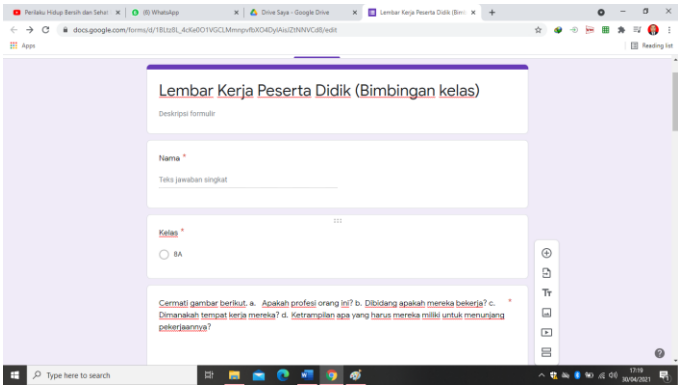 Perilaku Hidup Bersih dan Sehat
(6) WhatsApp
Drive Saya - Google Drive
Lembar Kerja Peserta Didik (Bim
docs.google.com/forms/d/
/edit
Apps
Reading list
Lembar Kerja Peserta Didik (Bimbingan kelas)
Deskripsi formulir
Nama *
Teks jawaban singkat
Kelas *
8A
Cermati gambar berikut. a. Apakah profesi orang ini? b. Dibidang apakah mereka bekerja? c. *
Dimanakah tempat kerja mereka? d. Ketrampilan apa yang harus mereka miliki untuk menunjang
pekerjaannya?
Tт
Type here to search
17:19
30/04/2021